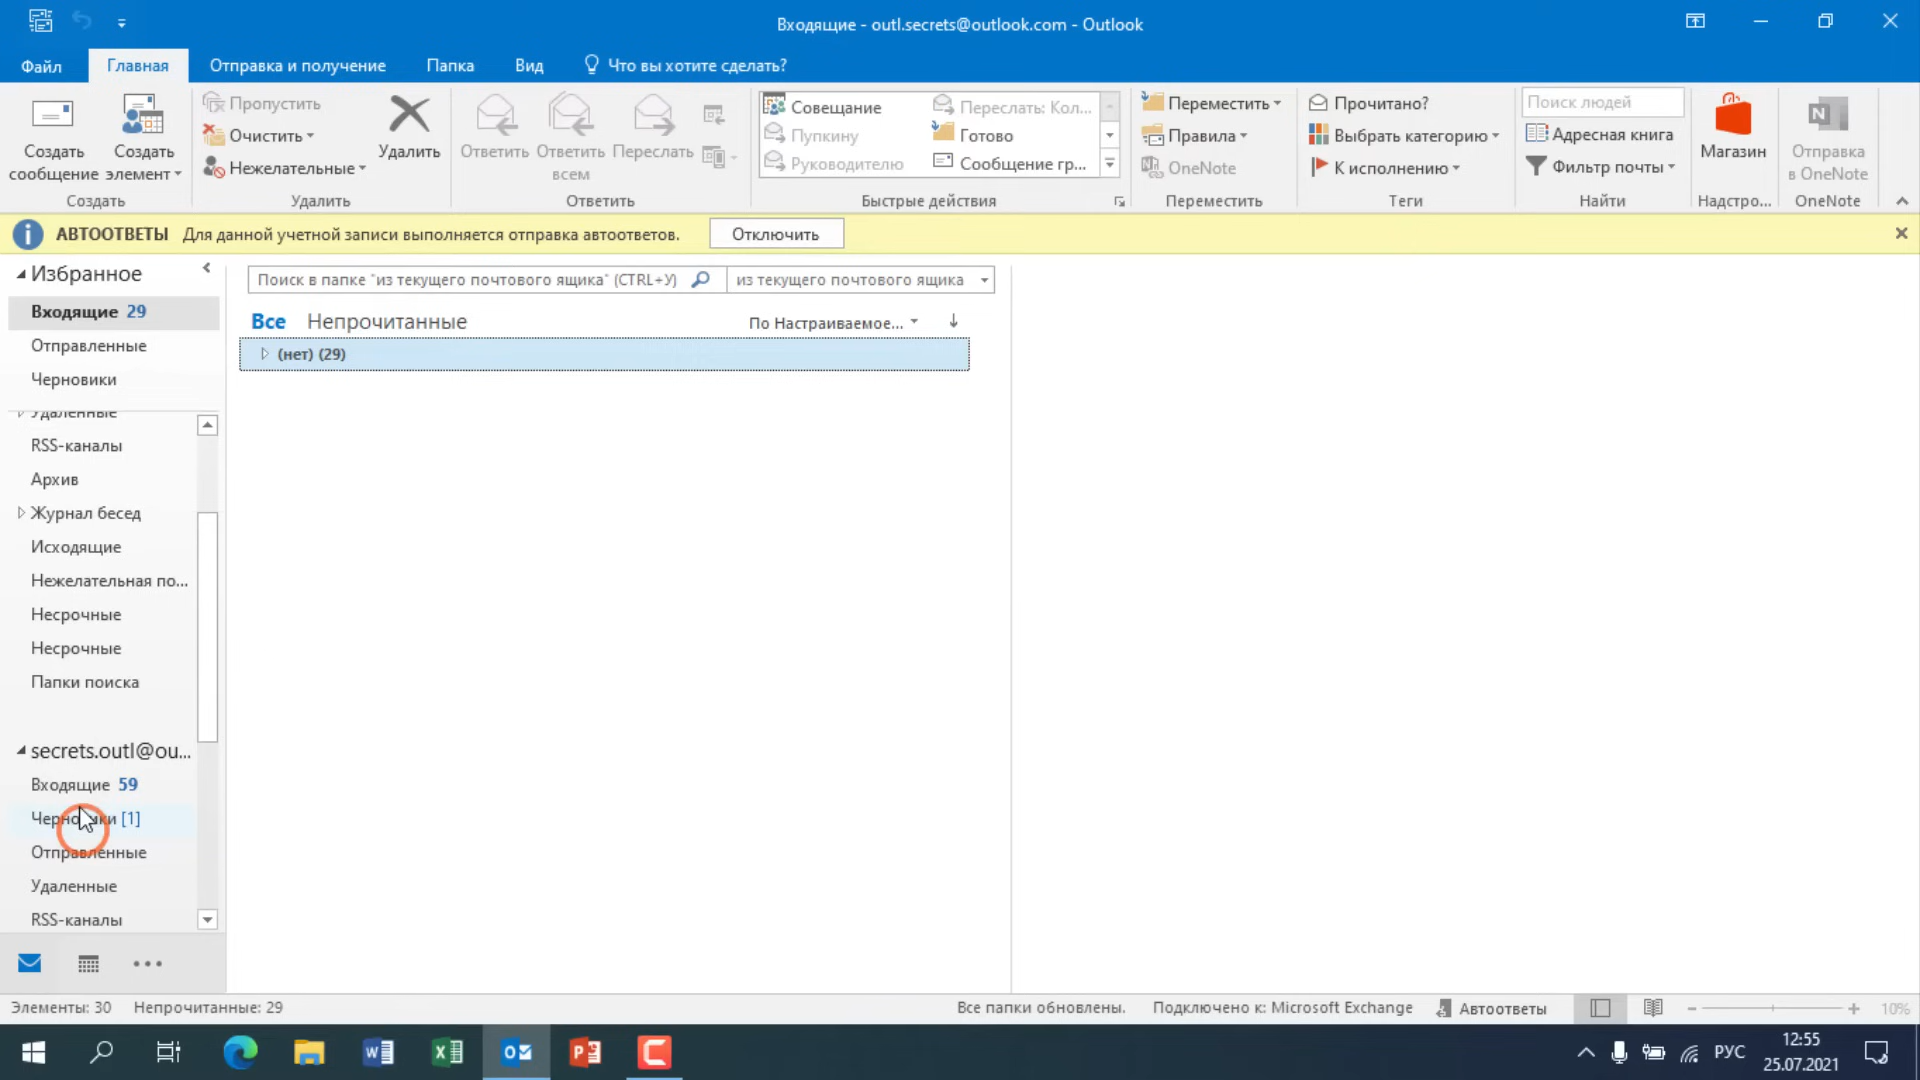 Входящие - outl.secrets@outlook.com - Outlook
Файл
Главная
Отправка и получение
Папка
Вид
Что вы хотите сделать?
Создать сообщение
Создать элемент
Создать
Пропустить
Очистить
Нежелательные
Удалить
Удалить
Ответить
Ответить всем
Переслать
Ответить
Совещание
Пупкину
Руководителю
Переслать: Кол...
Готово
Сообщение гр...
Быстрые действия
Переместить
Правила
OneNote
Переместить
Прочитано?
Выбрать категорию
К исполнению
Теги
Поиск людей
Адресная книга
Фильтр почты
Найти
Магазин
Надстро...
Отправка в OneNote
OneNote
АВТООТВЕТЫ Для данной учетной записи выполняется отправка автоответов.
Отключить
Избранное
Входящие 29
Отправленные
Черновики
Удаленные
RSS-каналы
Архив
Журнал бесед
Исходящие
Нежелательная по...
Несрочные
Несрочные
Папки поиска
secrets.outl@ou...
Входящие 59
Черновики [1]
Отправленные
Удаленные
RSS-каналы
Поиск в папке "из текущего почтового ящика" (CTRL+У)
из текущего почтового ящика
Все Непрочитанные
По Настраиваемое...
(нет) (29)
Элементы: 30 Непрочитанные: 29
Все папки обновлены.
Подключено к: Microsoft Exchange
Автоответы
10%
РУС
12:55
25.07.2021